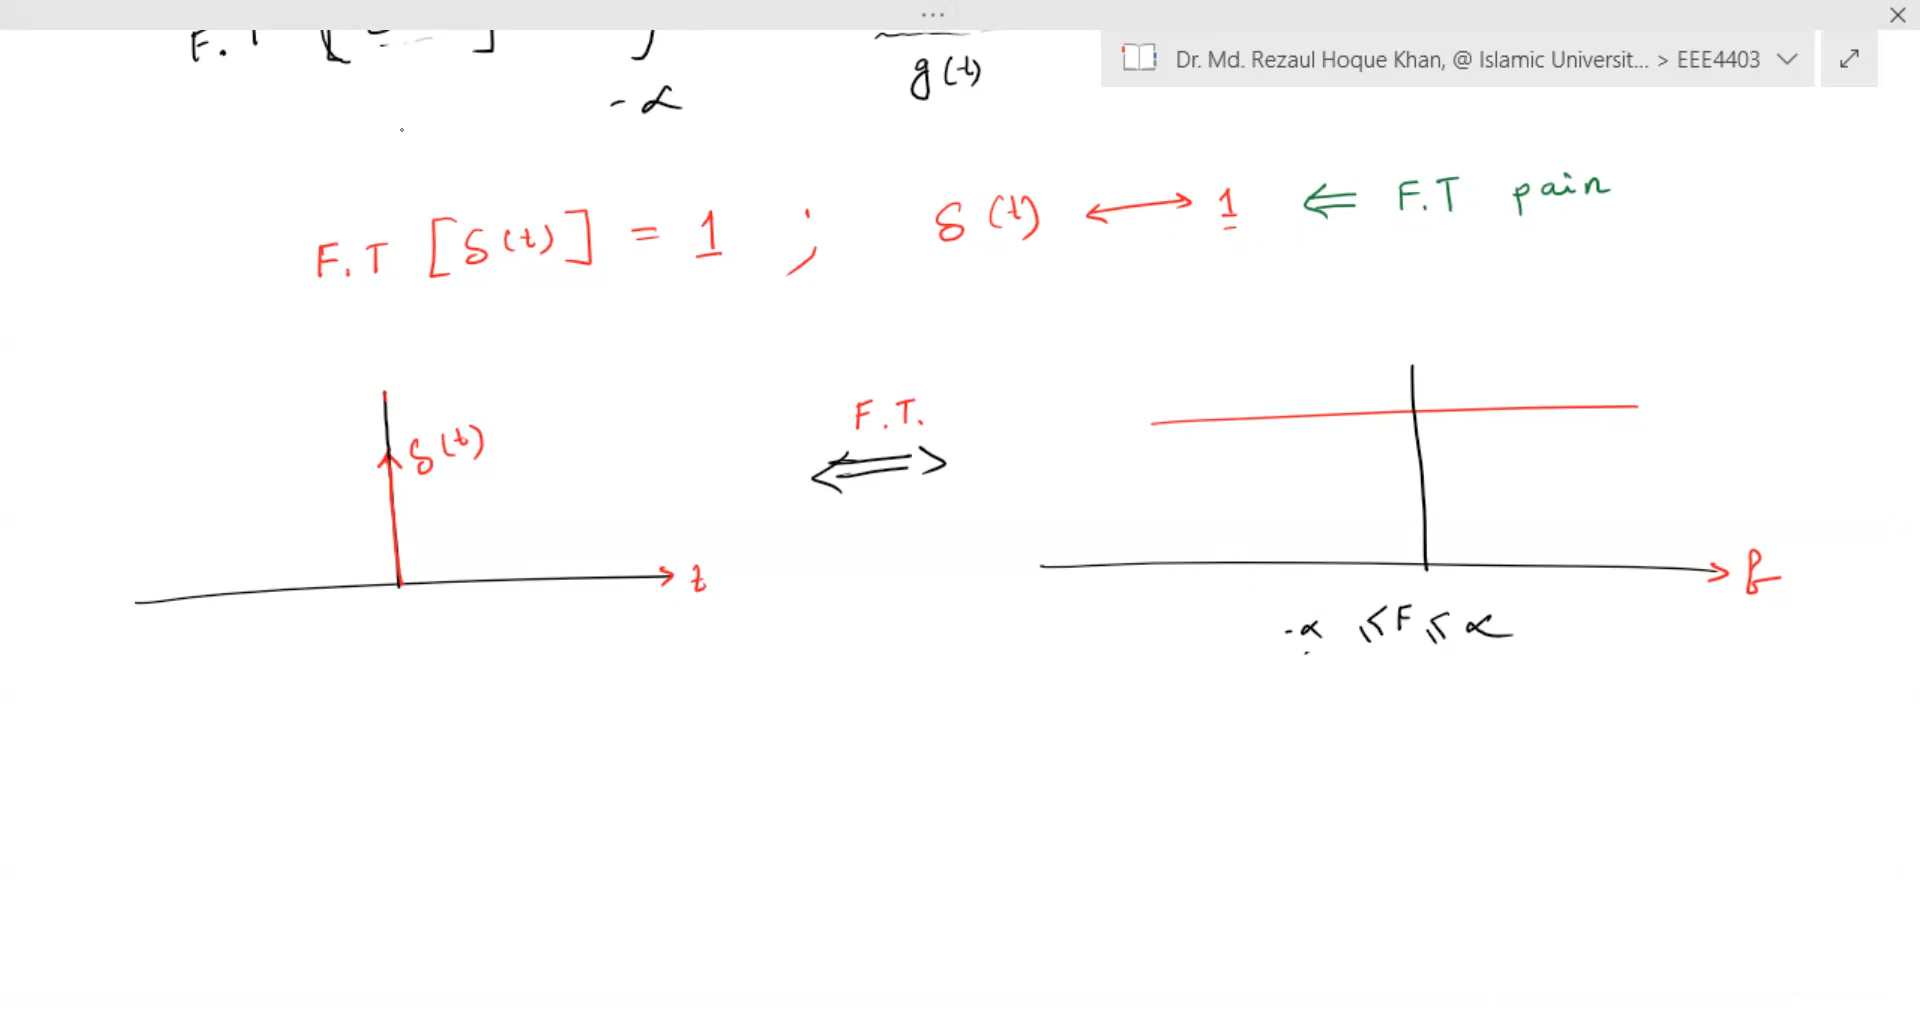 F. T [ ] ∫
g(t)
-α
Dr. Md. Rezaul Hoque Khan, @ Islamic Universit... > EEE4403
F.T [δ(t)] = 1 ; δ(t) ⟷ 1 ⇐ F.T pair
δ(t)
F.T.
⇐⇒
t
f
-α ≤ F ≤ α